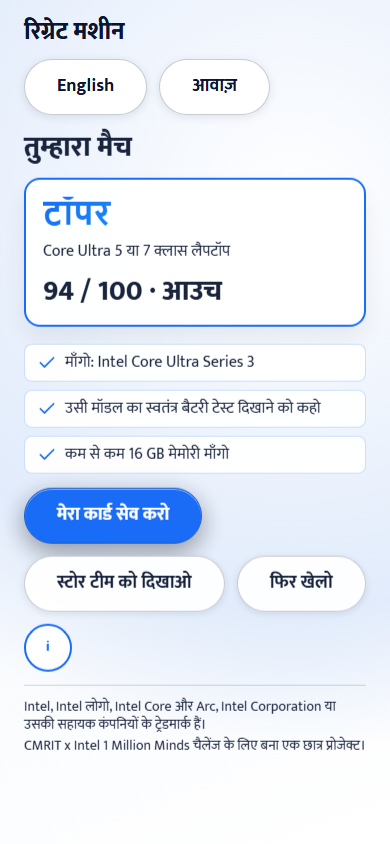 रिग्रेट मशीन
English
आवाज़
तुम्हारा मैच
टॉपर
Core Ultra 5 या 7 क्लास लैपटॉप
94 / 100 · आउच
माँगो: Intel Core Ultra Series 3
उसी मॉडल का स्वतंत्र बैटरी टेस्ट दिखाने को कहो
कम से कम 16 GB मेमोरी माँगो
मेरा कार्ड सेव करो
स्टोर टीम को दिखाओ
फिर खेलो
i
Intel, Intel लोगो, Intel Core और Arc, Intel Corporation या
उसकी सहायक कंपनियों के ट्रेडमार्क हैं।
CMRIT x Intel 1 Million Minds चैलेंज के लिए बना एक छात्र प्रोजेक्ट।